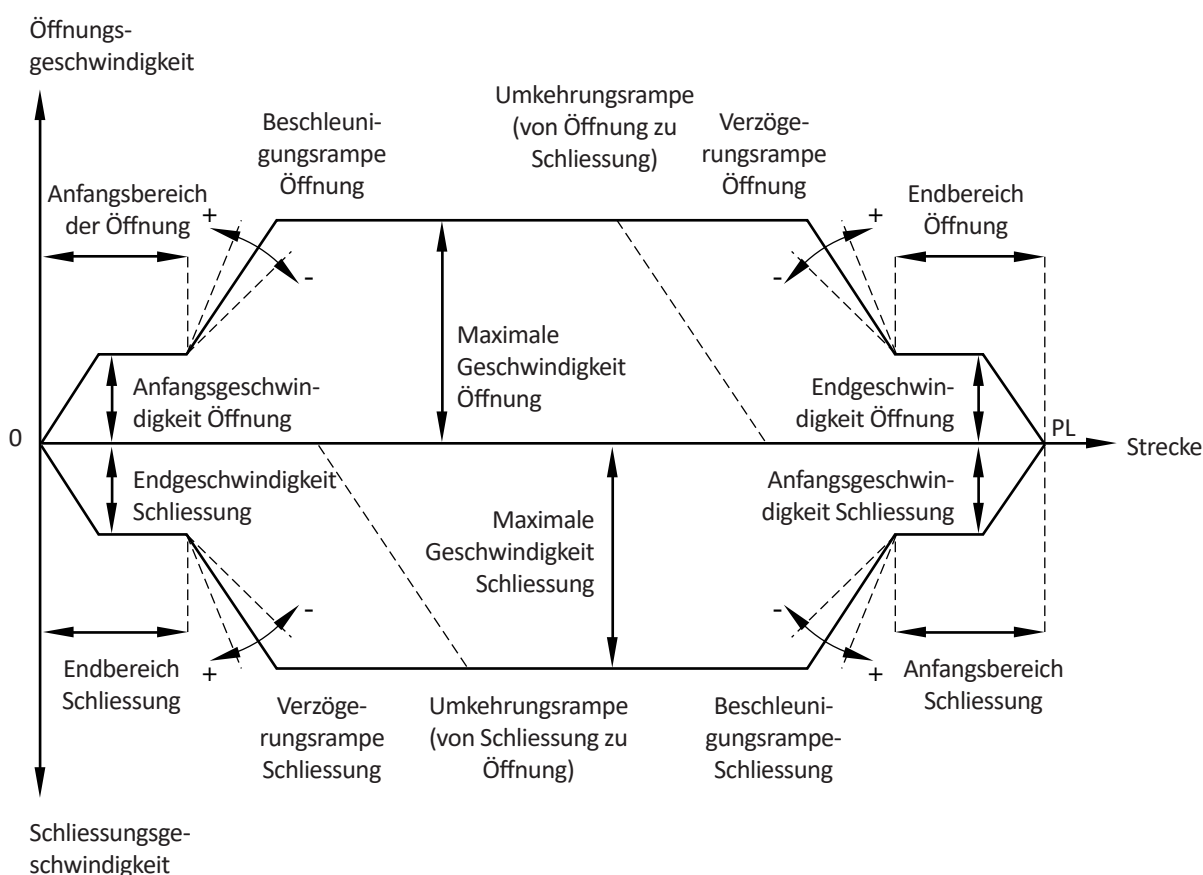 Öffnungs-
geschwindigkeit
Umkehrungsrampe
(von Öffnung zu
Schliessung)
Beschleuni-
gungsrampe
Öffnung
Verzöge-
rungsrampe
Öffnung
Anfangsbereich
der Öffnung
Endbereich
Öffnung
+
-
+
-
Maximale
Geschwindigkeit
Öffnung
Anfangsgeschwin-
digkeit Öffnung
Endgeschwin-
digkeit Öffnung
0
PL
Strecke
Endgeschwindigkeit
Schliessung
Anfangsgeschwin-
digkeit Schliessung
Maximale
Geschwindigkeit
Schliessung
-
+
-
+
Endbereich
Schliessung
Anfangsbereich
Schliessung
Verzöge-
rungsrampe
Schliessung
Umkehrungsrampe
(von Schliessung zu
Öffnung)
Beschleuni-
gungsrampe-
Schliessung
Schliessungsge-
schwindigkeit